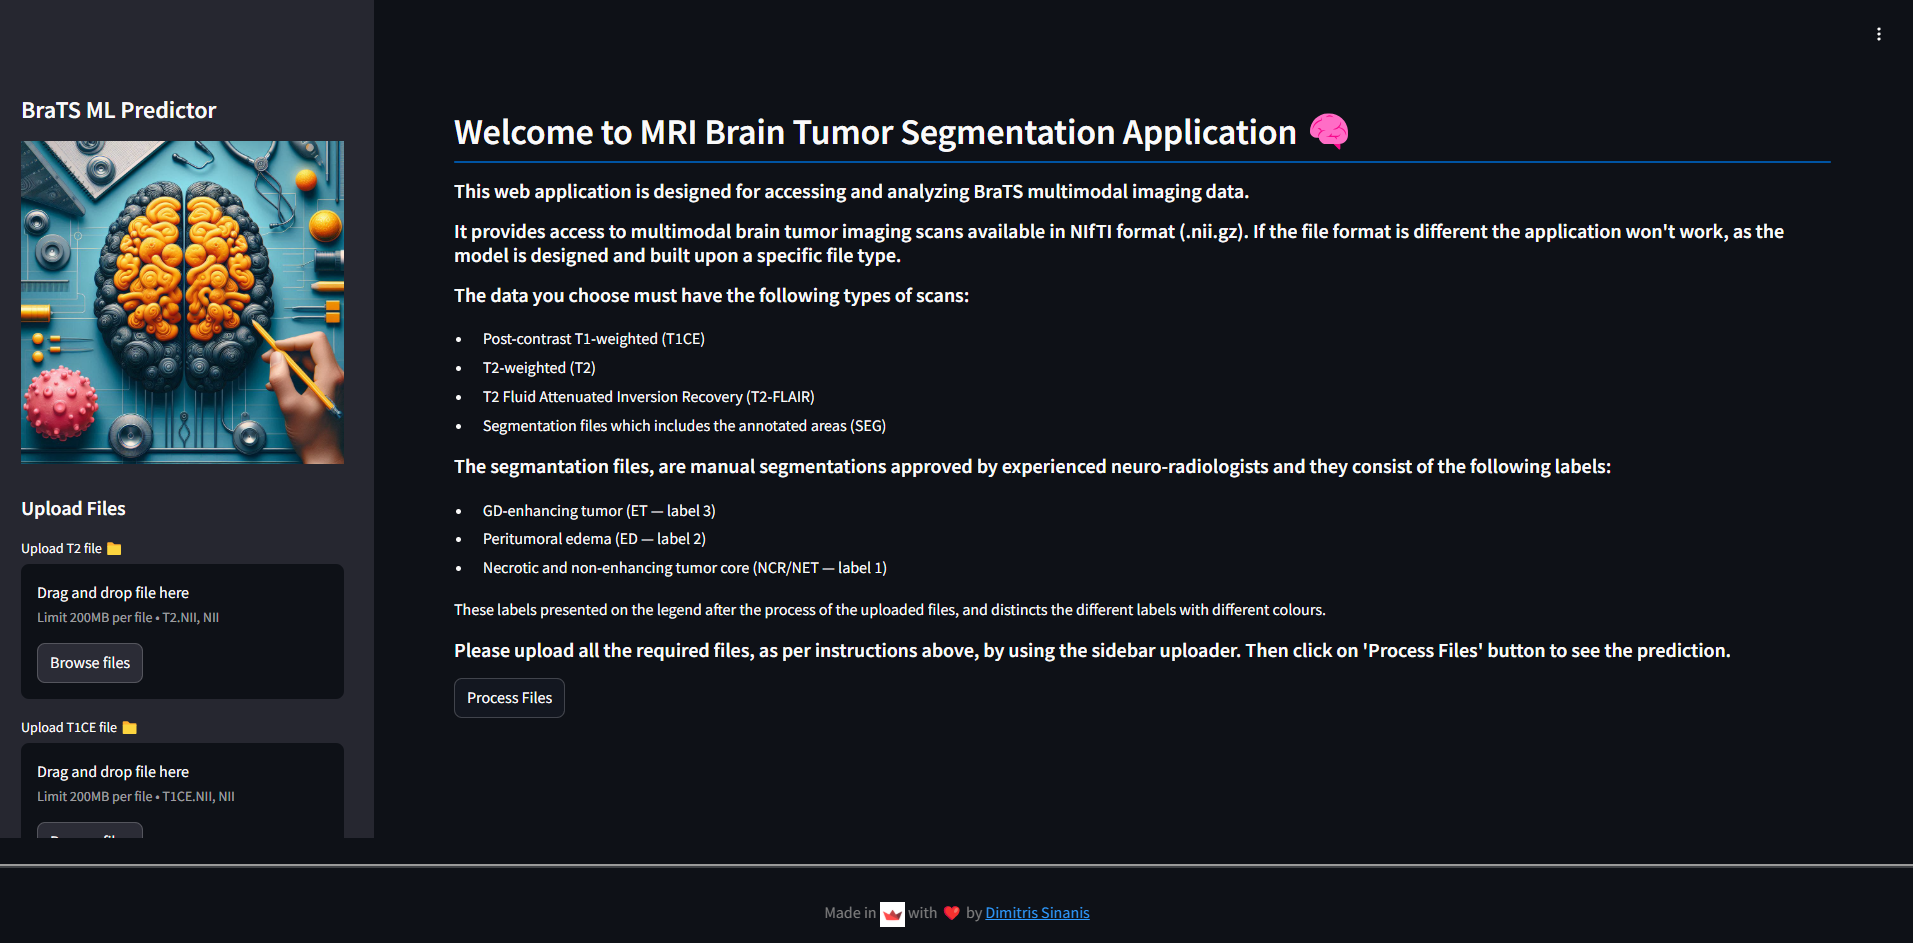 BraTS ML Predictor
Upload Files
Upload T2 file
Drag and drop file here
Limit 200MB per file • T2.NII, NII
Browse files
Upload T1CE file
Drag and drop file here
Limit 200MB per file • T1CE.NII, NII
Welcome to MRI Brain Tumor Segmentation Application
This web application is designed for accessing and analyzing BraTS multimodal imaging data.
It provides access to multimodal brain tumor imaging scans available in NIfTI format (.nii.gz). If the file format is different the application won't work, as the
model is designed and built upon a specific file type.
The data you choose must have the following types of scans:
• Post-contrast T1-weighted (T1CE)
• T2-weighted (T2)
• T2 Fluid Attenuated Inversion Recovery (T2-FLAIR)
• Segmentation files which includes the annotated areas (SEG)
The segmantation files, are manual segmentations approved by experienced neuro-radiologists and they consist of the following labels:
• GD-enhancing tumor (ET — label 3)
• Peritumoral edema (ED — label 2)
• Necrotic and non-enhancing tumor core (NCR/NET — label 1)
These labels presented on the legend after the process of the uploaded files, and distincts the different labels with different colours.
Please upload all the required files, as per instructions above, by using the sidebar uploader. Then click on 'Process Files' button to see the prediction.
Process Files
Made in with ❤️ by Dimitris Sinanis